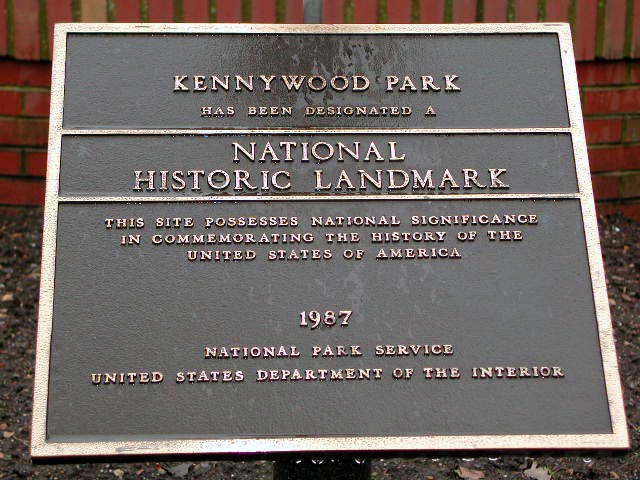 KENNYWOOD PARK
HAS BEEN DESIGNATED A
NATIONAL
HISTORIC LANDMARK
THIS SITE POSSESSES NATIONAL SIGNIFICANCE
IN COMMEMORATING THE HISTORY OF THE
UNITED STATES OF AMERICA
1987
NATIONAL PARK SERVICE
UNITED STATES DEPARTMENT OF THE INTERIOR